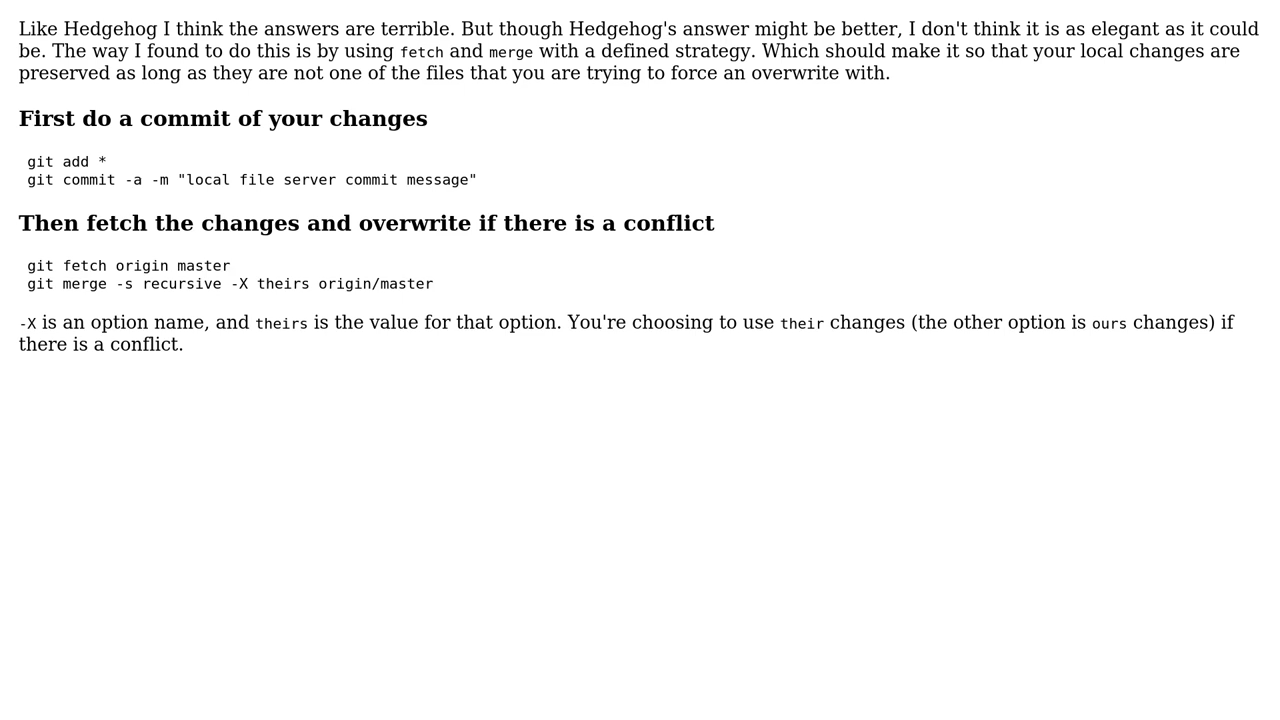 Like Hedgehog I think the answers are terrible. But though Hedgehog's answer might be better, I don't think it is as elegant as it could
be. The way I found to do this is by using fetch and merge with a defined strategy. Which should make it so that your local changes are
preserved as long as they are not one of the files that you are trying to force an overwrite with.
First do a commit of your changes
git add *
git commit -a -m "local file server commit message"
Then fetch the changes and overwrite if there is a conflict
git fetch origin master
git merge -s recursive -X theirs origin/master
-X is an option name, and theirs is the value for that option. You're choosing to use their changes (the other option is ours changes) if
there is a conflict.